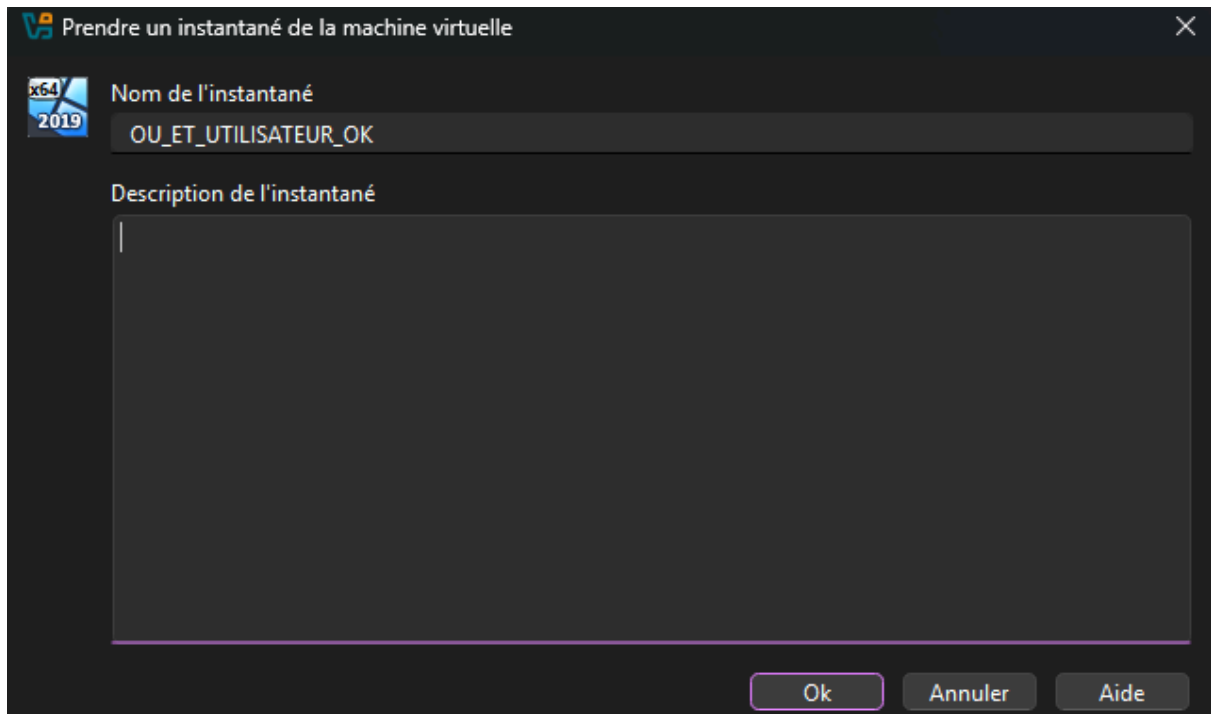 Prendre un instantané de la machine virtuelle
x64
2019
Nom de l'instantané
OU_ET_UTILISATEUR_OK
Description de l'instantané
Ok
Annuler
Aide